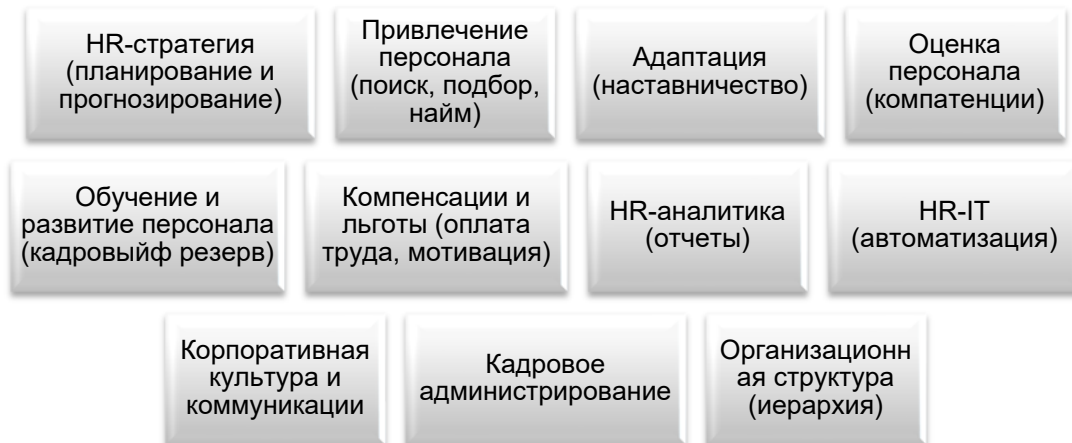 HR-стратегия
(планирование и
прогнозирование)
Привлечение
персонала
(поиск, подбор,
найм)
Адаптация
(наставничество)
Оценка
персонала
(компатенции)
Обучение и
развитие персонала
(кадровыйф резерв)
Компенсации и
льготы (оплата
труда, мотивация)
HR-аналитика
(отчеты)
HR-IT
(автоматизация)
Корпоративная
культура и
коммуникации
Кадровое
администрирование
Организационн
ая структура
(иерархия)